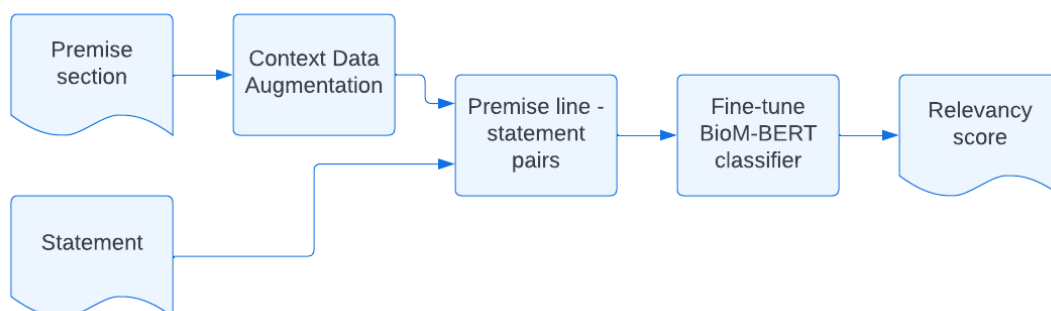 Premise
section
Context Data
Augmentation
Premise line -
statement
pairs
Fine-tune
BioM-BERT
classifier
Relevancy
score
Statement